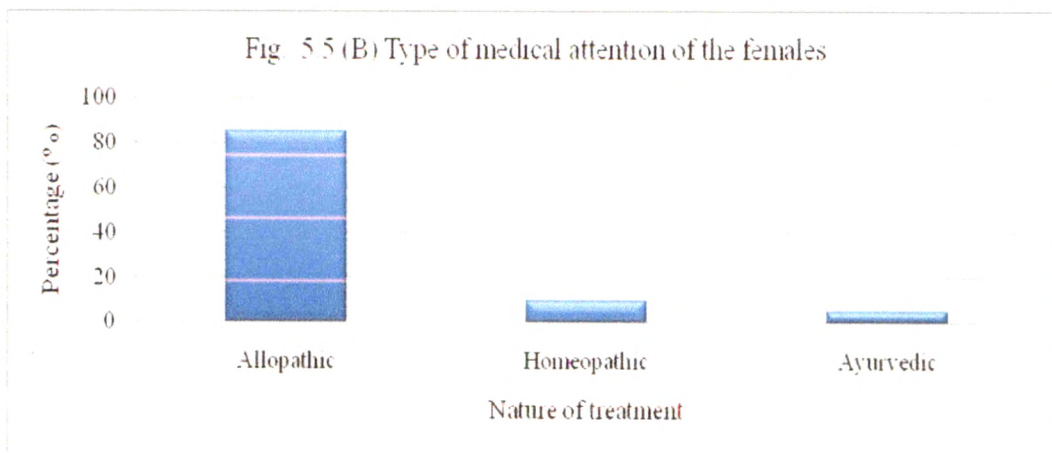 Fig 5 5 (B) Type of medical attention of the females
Percentage (%)
100
80
60
40
20
0
Allopathic
Homeopathic
Ayurvedic
Nature of treatment